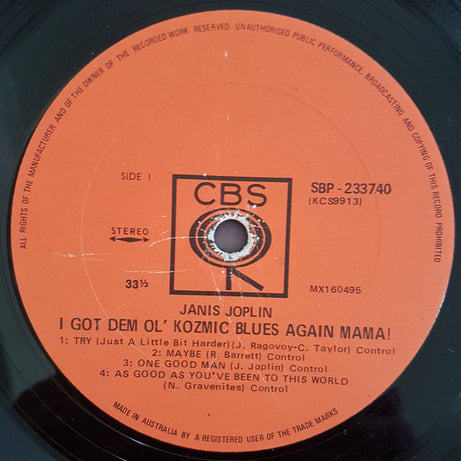 ALL RIGHTS OF THE MANUFACTURER AND OF THE OWNER OF THE RECORDED WORK RESERVED. UNAUTHORISED PUBLIC PERFORMANCE, BROADCASTING AND COPYING OF THIS RECORD PROHIBITED
SIDE 1
CBS
SBP - 233740
(KCS9913)
STEREO
33⅓
MX160495
JANIS JOPLIN
I GOT DEM OL' KOZMIC BLUES AGAIN MAMA!
1: TRY (Just A Little Bit Harder)(J. Ragovoy-C. Taylor) Control
2: MAYBE (R. Barrett) Control
3: ONE GOOD MAN (J. Joplin) Control
4: AS GOOD AS YOU'VE BEEN TO THIS WORLD
(N. Gravenites) Control
MADE IN AUSTRALIA BY A REGISTERED USER OF THE TRADE MARKS